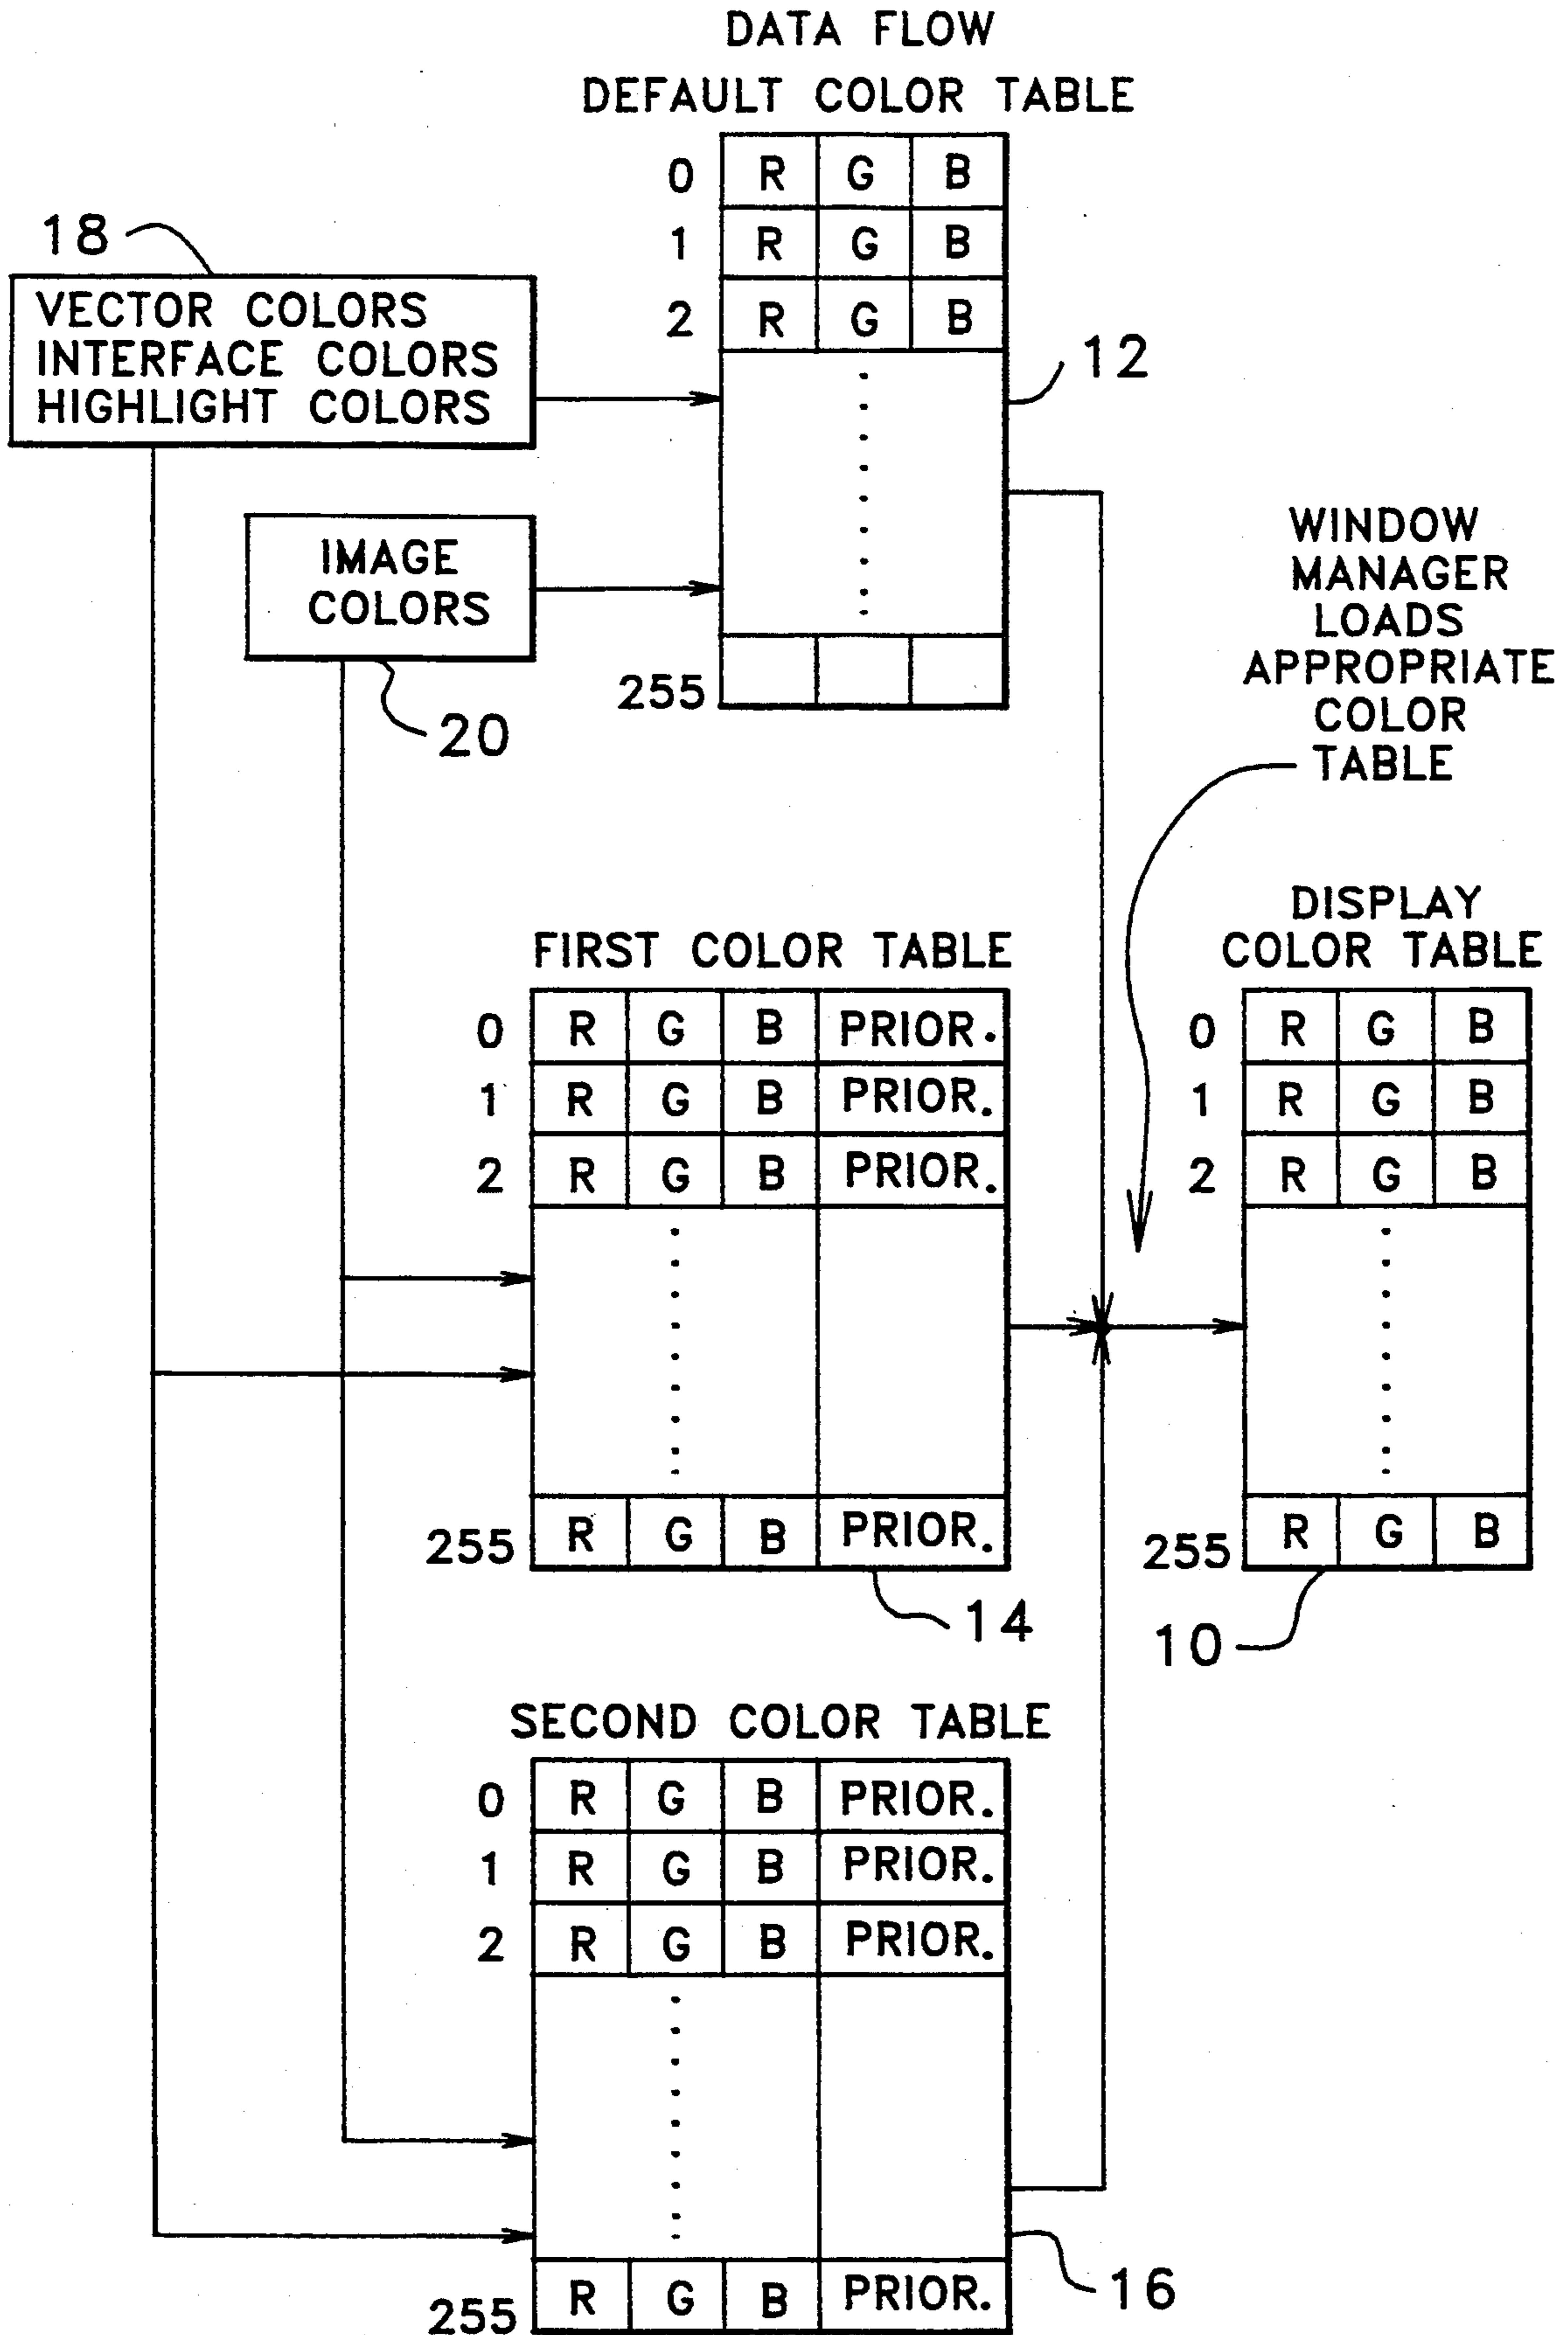 DATA FLOW
DEFAULT COLOR TABLE
0 R G B
1 R G B
2 R G B
255
12
18
VECTOR COLORS
INTERFACE COLORS
HIGHLIGHT COLORS
IMAGE
COLORS
20
WINDOW
MANAGER
LOADS
APPROPRIATE
COLOR
TABLE
FIRST COLOR TABLE
0 R G B PRIOR.
1 R G B PRIOR.
2 R G B PRIOR.
255 R G B PRIOR.
14
DISPLAY
COLOR TABLE
0 R G B
1 R G B
2 R G B
255 R G B
10
SECOND COLOR TABLE
0 R G B PRIOR.
1 R G B PRIOR.
2 R G B PRIOR.
255 R G B PRIOR.
16